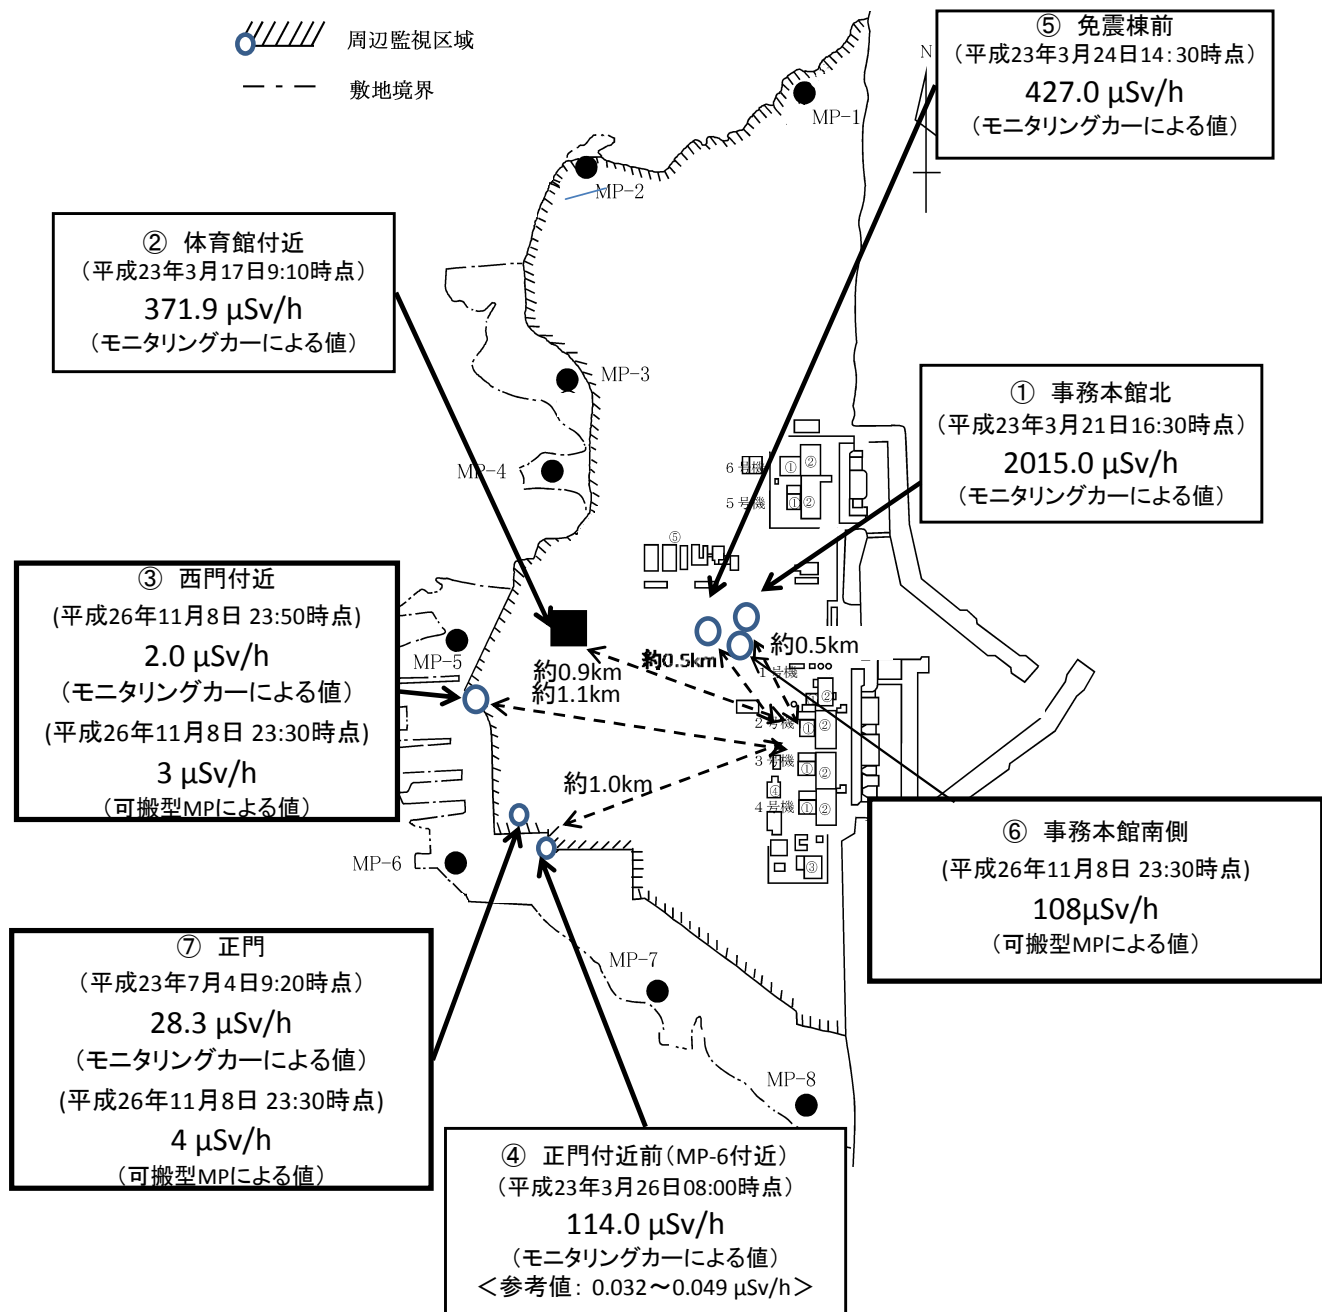 周辺監視区域
敷地境界
⑤ 免震棟前
（平成23年3月24日14:30時点）
427.0 μSv/h
（モニタリングカーによる値）
N
MP-1
MP-2
② 体育館付近
（平成23年3月17日9:10時点）
371.9 μSv/h
（モニタリングカーによる値）
MP-3
① 事務本館北
（平成23年3月21日16:30時点）
2015.0 μSv/h
（モニタリングカーによる値）
MP-4
6号機
① ②
5号機
① ②
⑤
③ 西門付近
(平成26年11月8日 23:50時点)
2.0 μSv/h
（モニタリングカーによる値）
(平成26年11月8日 23:30時点)
3 μSv/h
（可搬型MPによる値）
MP-5
約0.9km
約1.1km
約0.5km
約0.5km
1号機
②
2号機
① ②
3号機
① ②
④
4号機
① ②
③
約1.0km
MP-6
⑥ 事務本館南側
(平成26年11月8日 23:30時点)
108μSv/h
（可搬型MPによる値）
⑦ 正門
（平成23年7月4日9:20時点）
28.3 μSv/h
（モニタリングカーによる値）
(平成26年11月8日 23:30時点)
4 μSv/h
（可搬型MPによる値）
MP-7
MP-8
④ 正門付近前（MP-6付近）
（平成23年3月26日08:00時点）
114.0 μSv/h
（モニタリングカーによる値）
＜参考値：0.032～0.049 μSv/h＞